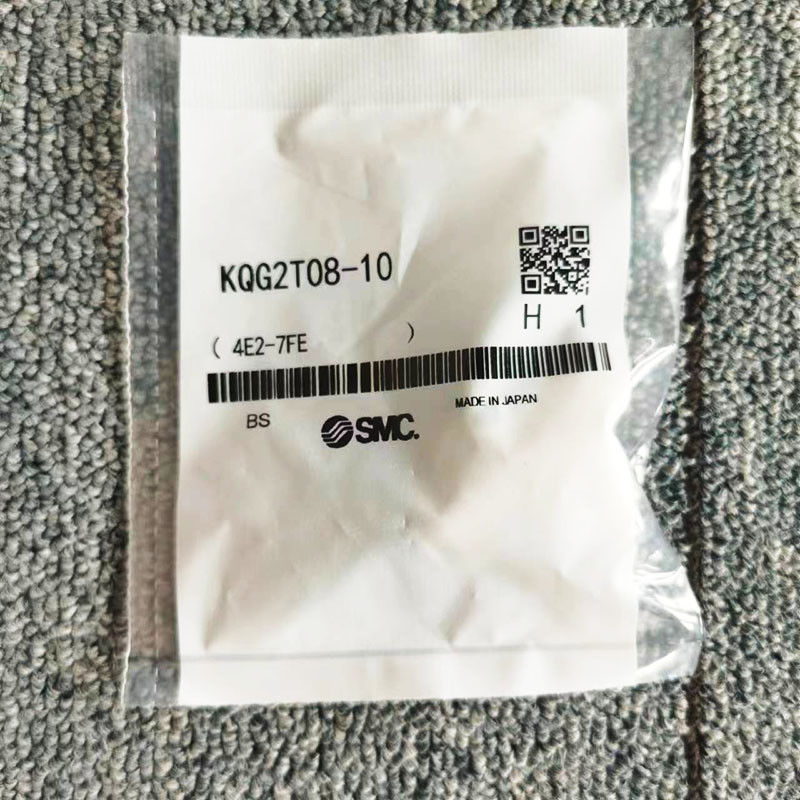 KQG2T08-10
H 1
( 4E2-7FE )
BS
SMC.
MADE IN JAPAN